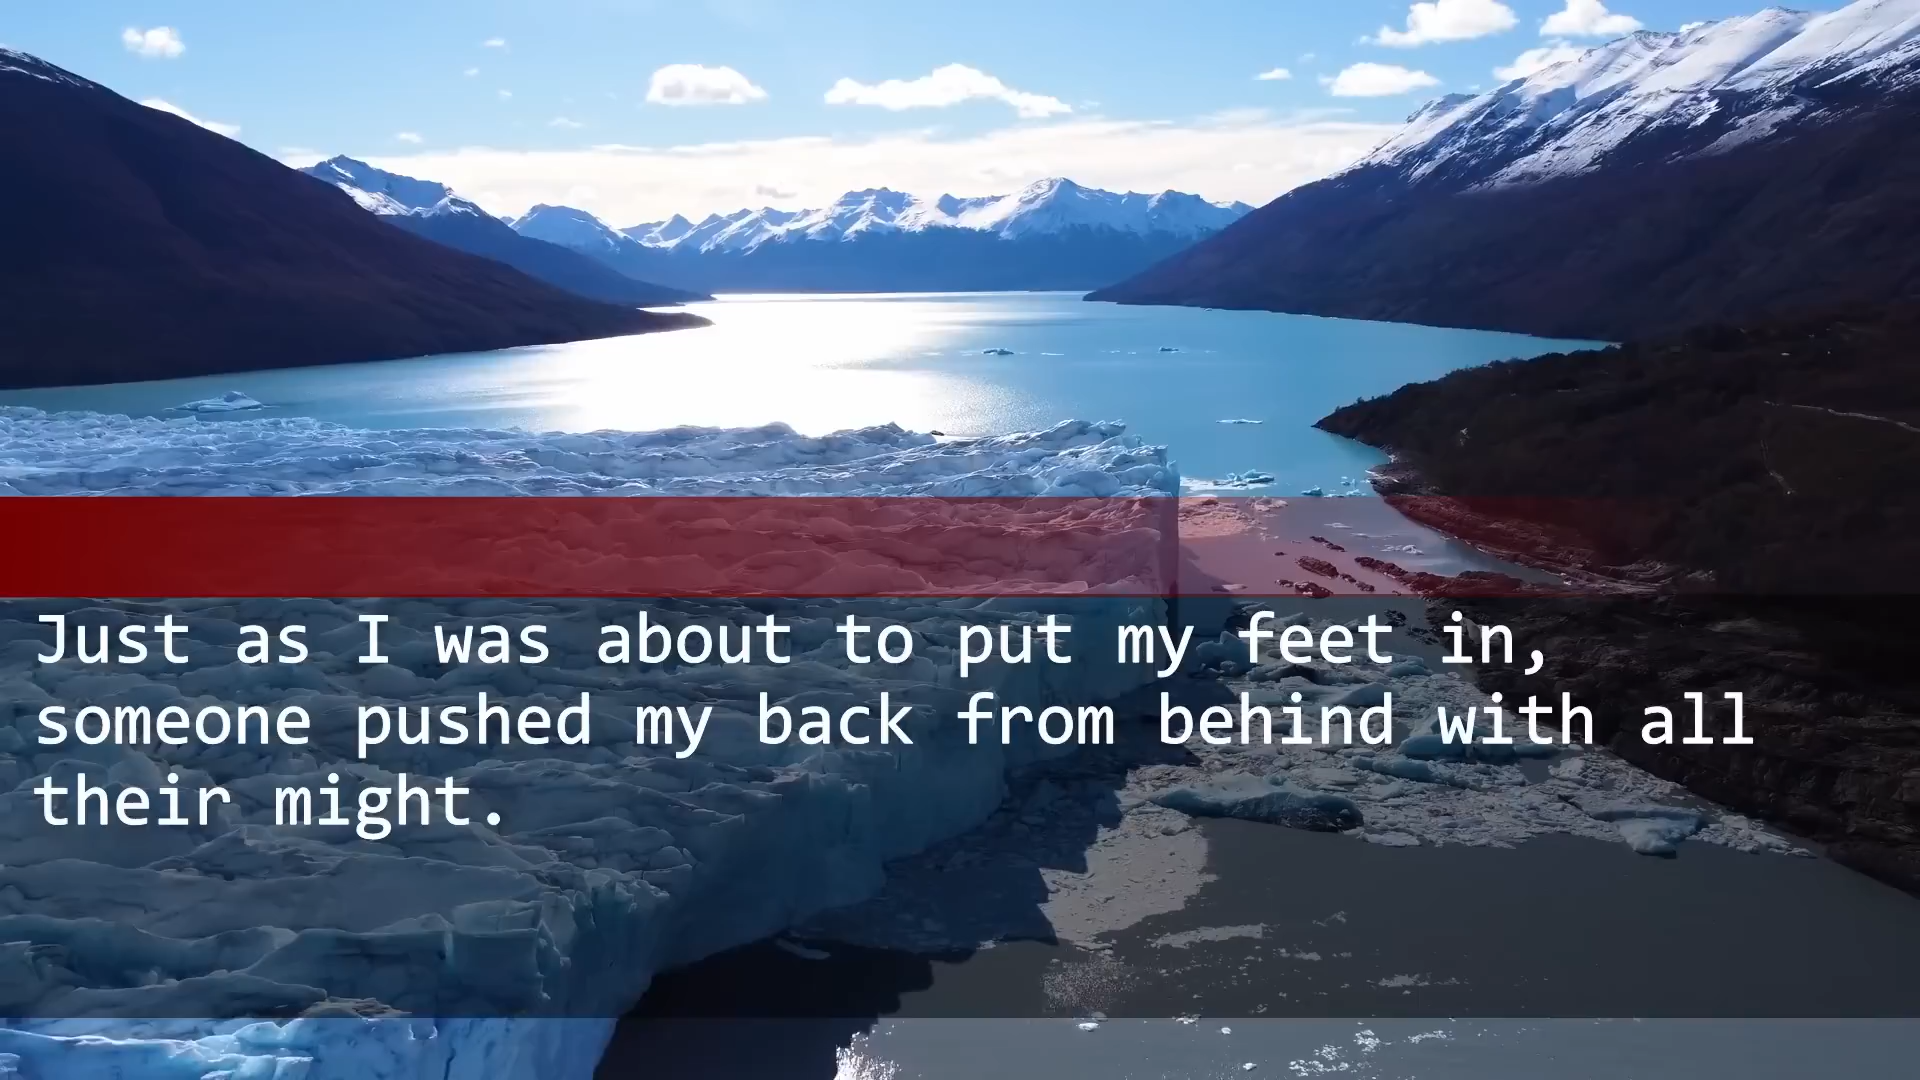 Just as I was about to put my feet in,
someone pushed my back from behind with all
their might.